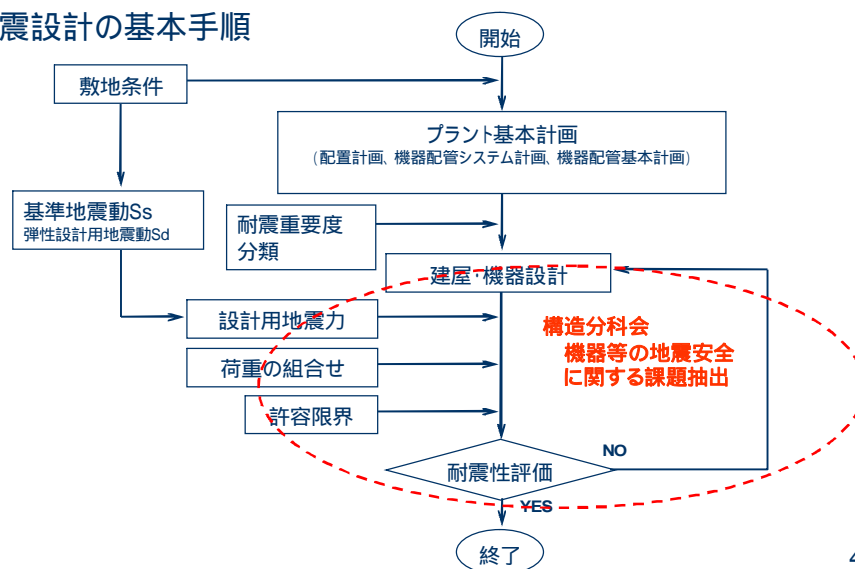 震設計の基本手順
開始
敷地条件
プラント基本計画
(配置計画、機器配管システム計画、機器配管基本計画)
基準地震動Ss
弾性設計用地震動Sd
耐震重要度
分類
建屋・機器設計
設計用地震力
構造分科会
機器等の地震安全
に関する課題抽出
荷重の組合せ
許容限界
耐震性評価
NO
YES
終了
4